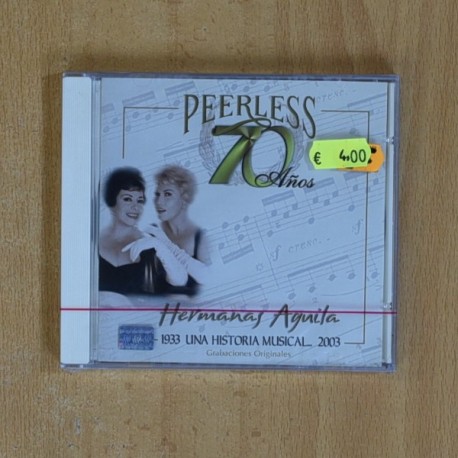 PEERLESS
70
Años
€ 4.00
Hermanas Aguila
1933 UNA HISTORIA MUSICAL... 2003
Grabaciones Originales